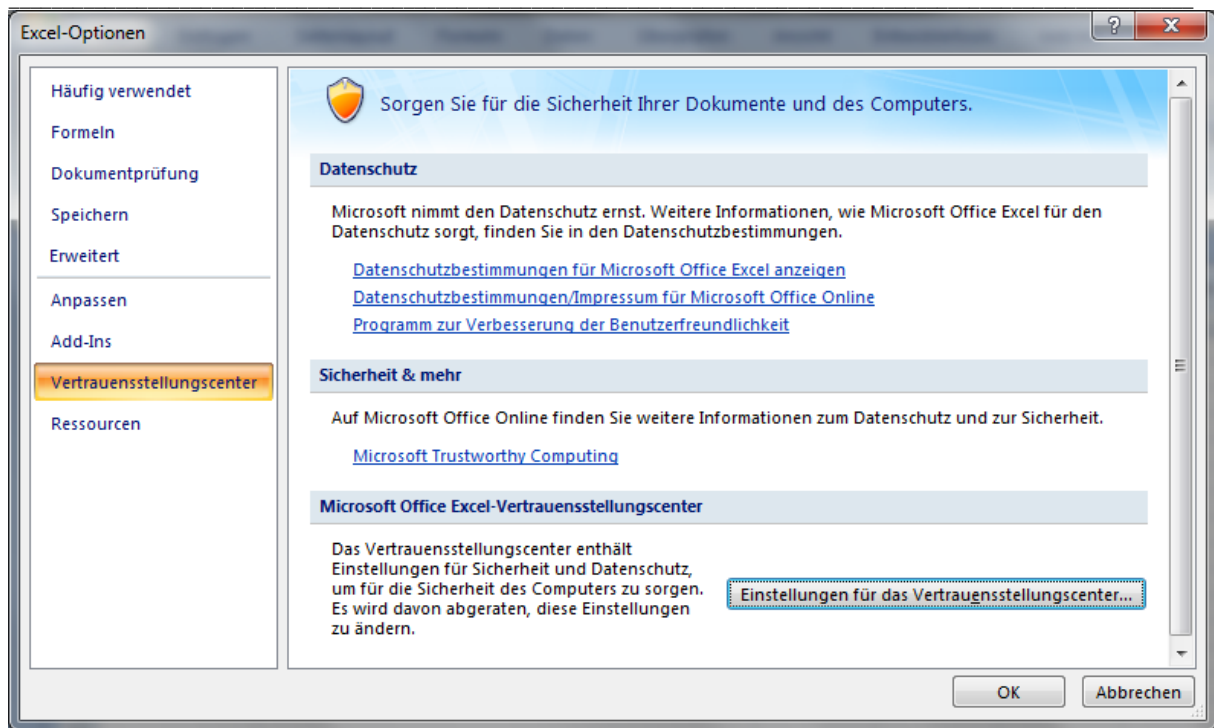 Excel-Optionen
?
X
Häufig verwendet
Formeln
Dokumentprüfung
Speichern
Erweitert
Anpassen
Add-Ins
Vertrauensstellungscenter
Ressourcen
Sorgen Sie für die Sicherheit Ihrer Dokumente und des Computers.
Datenschutz
Microsoft nimmt den Datenschutz ernst. Weitere Informationen, wie Microsoft Office Excel für den
Datenschutz sorgt, finden Sie in den Datenschutzbestimmungen.
Datenschutzbestimmungen für Microsoft Office Excel anzeigen
Datenschutzbestimmungen/Impressum für Microsoft Office Online
Programm zur Verbesserung der Benutzerfreundlichkeit
Sicherheit & mehr
Auf Microsoft Office Online finden Sie weitere Informationen zum Datenschutz und zur Sicherheit.
Microsoft Trustworthy Computing
Microsoft Office Excel-Vertrauensstellungscenter
Das Vertrauensstellungscenter enthält
Einstellungen für Sicherheit und Datenschutz,
um für die Sicherheit des Computers zu sorgen.
Es wird davon abgeraten, diese Einstellungen
zu ändern.
Einstellungen für das Vertrauensstellungscenter...
OK
Abbrechen